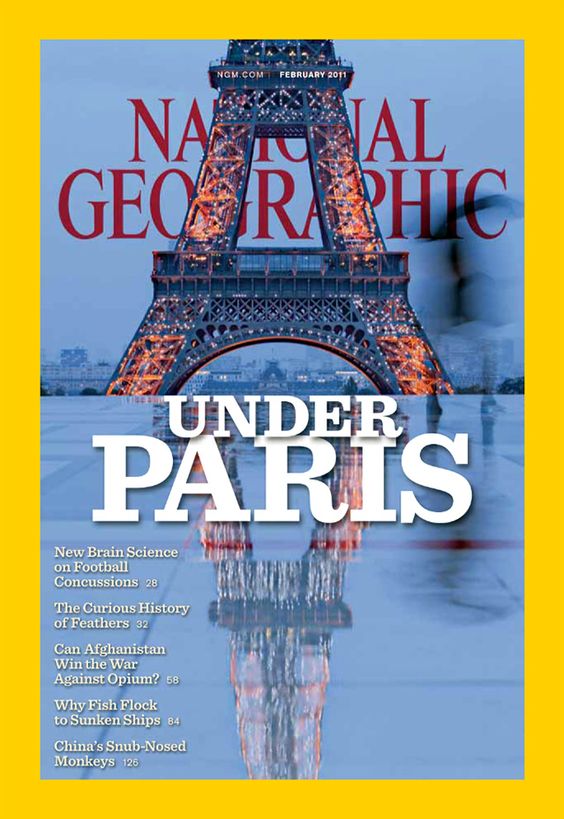 NGM.COM | FEBRUARY 2011
NATIONAL
GEOGRAPHIC
UNDER
PARIS
New Brain Science
on Football
Concussions 28
The Curious History
of Feathers 32
Can Afghanistan
Win the War
Against Opium? 58
Why Fish Flock
to Sunken Ships 84
China's Snub-Nosed
Monkeys 126